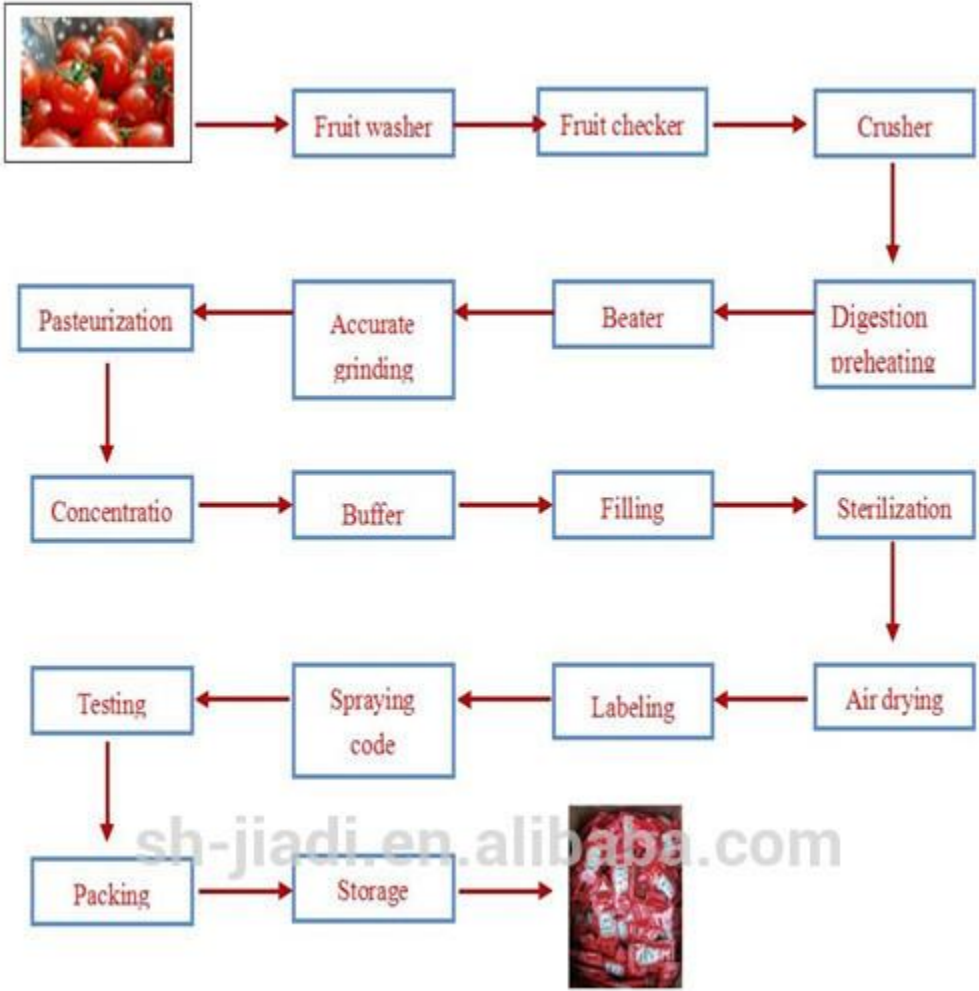 Fruit washer
Fruit checker
Crusher
Digestion
preheating
Beater
Accurate
grinding
Pasteurization
Concentratio
Buffer
Filling
Sterilization
Air drying
Labeling
Spraying
code
Testing
sh-jiadi.en.alibaba.com
Packing
Storage